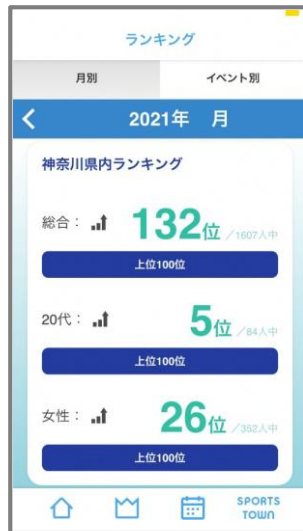 ランキング
月別 イベント別
2021年 月
神奈川県内ランキング
総合： 132位 ／1607人中
上位100位
20代： 5位 ／84人中
上位100位
女性： 26位 ／352人中
上位100位
SPORTS
TOWN